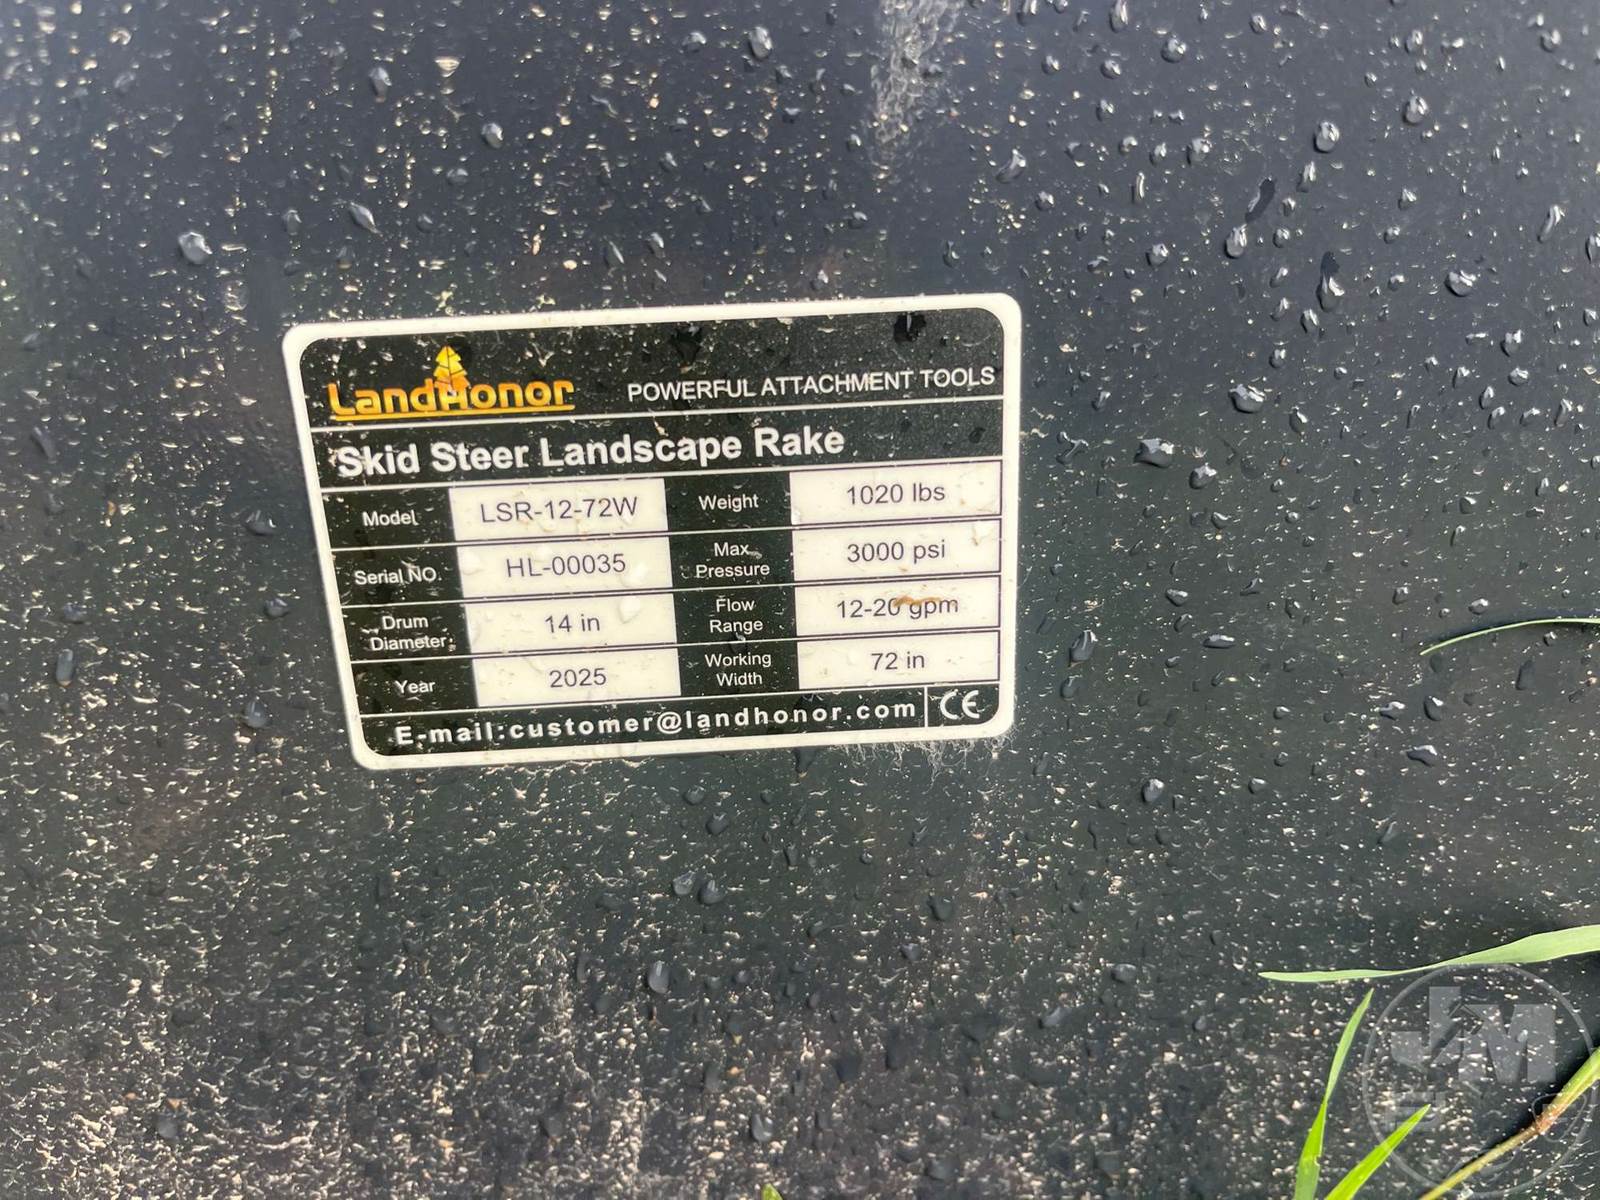 LandHonor POWERFUL ATTACHMENT TOOLS
Skid Steer Landscape Rake
Model LSR-12-72W Weight 1020 lbs
Serial NO. HL-00035 Max Pressure 3000 psi
Drum Diameter 14 in Flow Range 12-20 gpm
Year 2025 Working Width 72 in
E-mail:customer@landhonor.com CE
JM